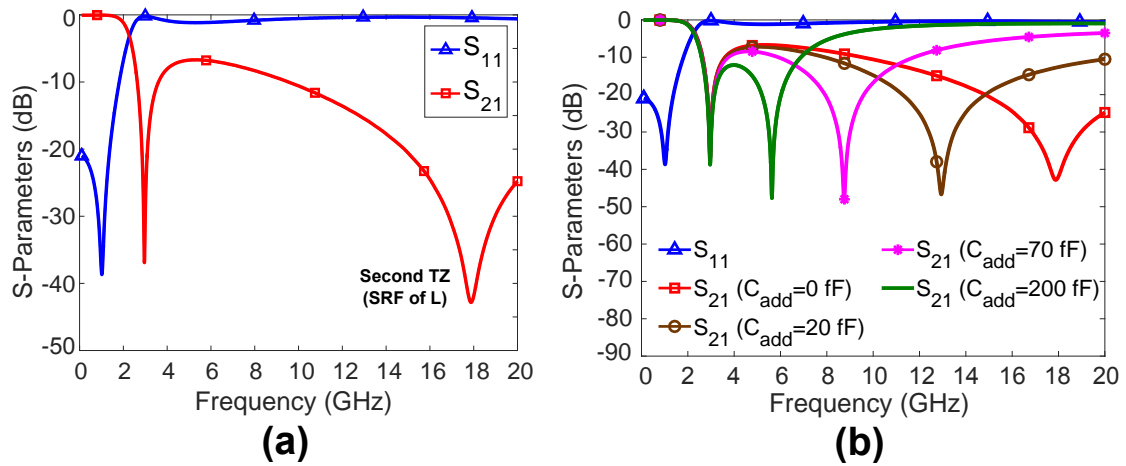 0
-10
-20
-30
-40
-50
S-Parameters (dB)
0 2 4 6 8 10 12 14 16 18 20
Frequency (GHz)
S11
S21
Second TZ
(SRF of L)
(a)
0
-10
-20
-30
-40
-50
-60
-70
-80
-90
S-Parameters (dB)
0 2 4 6 8 10 12 14 16 18 20
Frequency (GHz)
S11
S21 (Cadd=0 fF)
S21 (Cadd=20 fF)
S21 (Cadd=70 fF)
S21 (Cadd=200 fF)
(b)